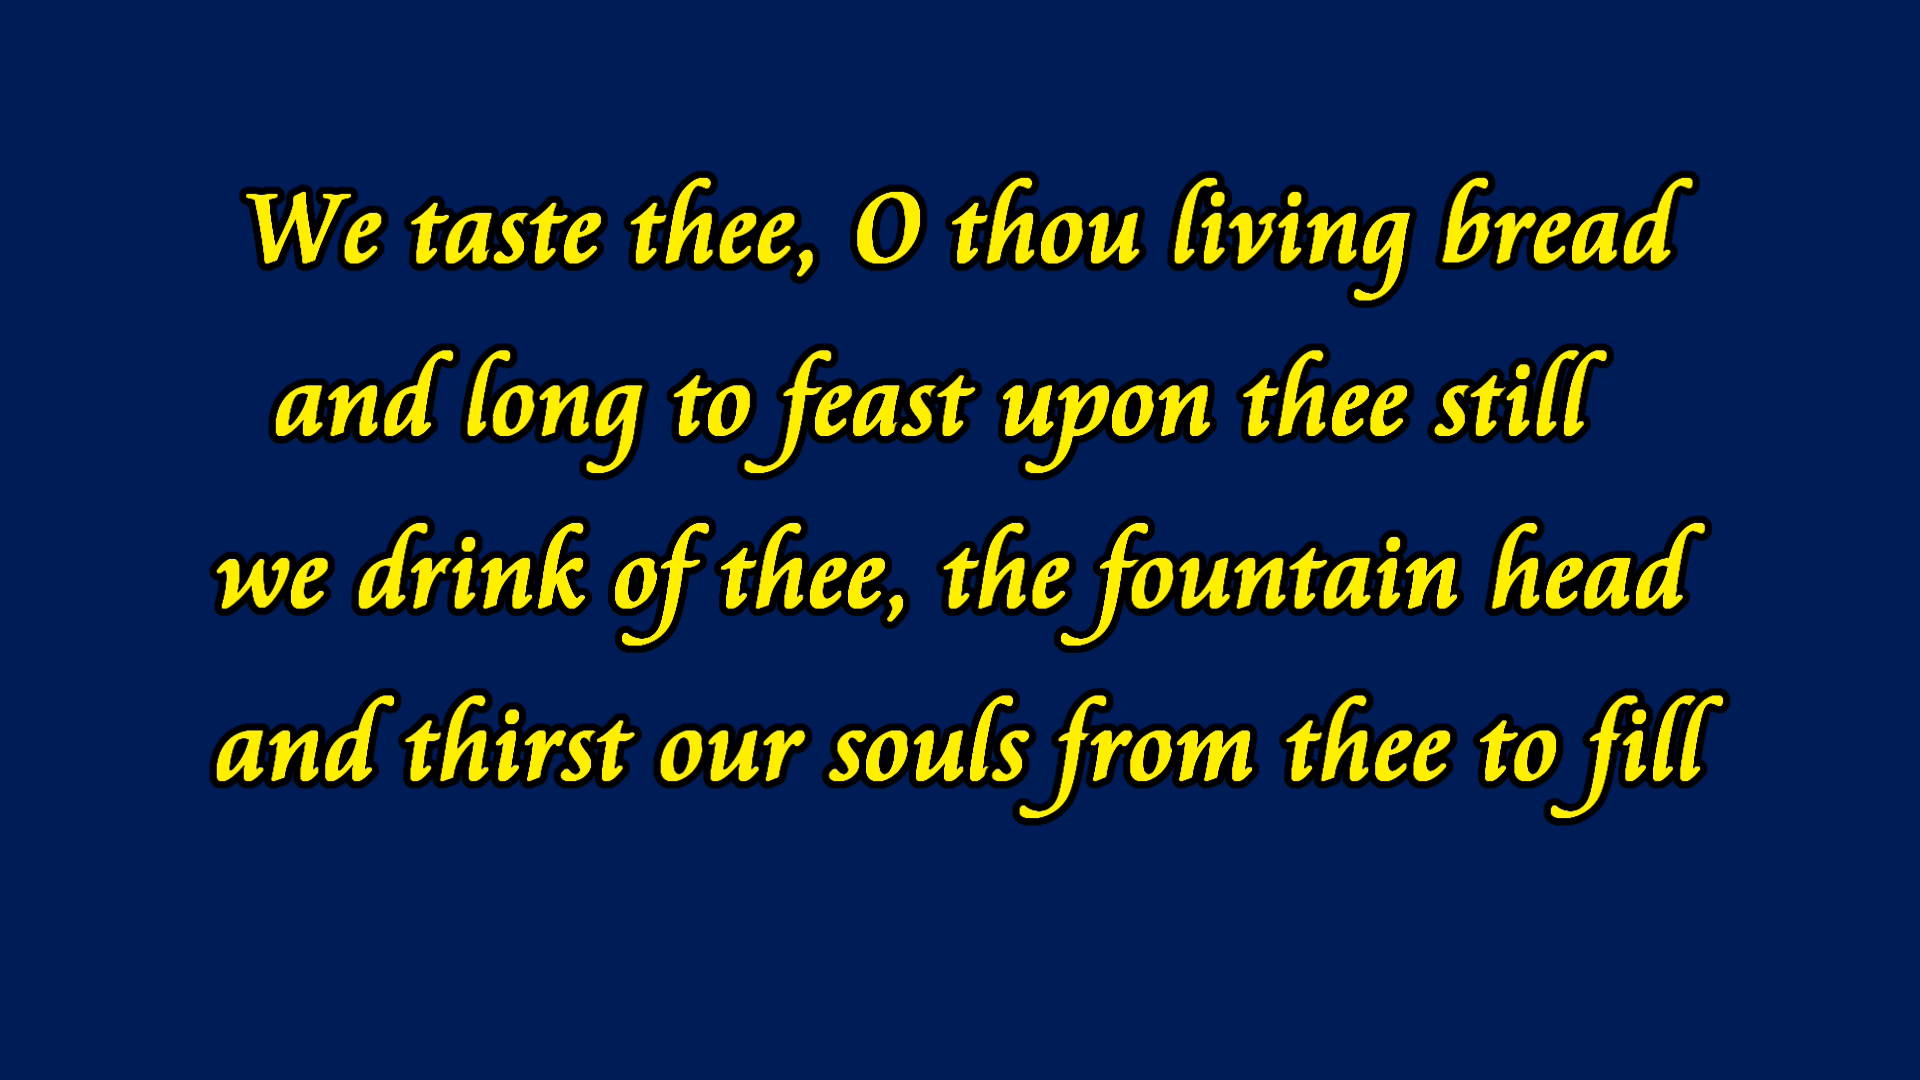 We taste thee, O thou living bread
and long to feast upon thee still
we drink of thee, the fountain head
and thirst our souls from thee to fill